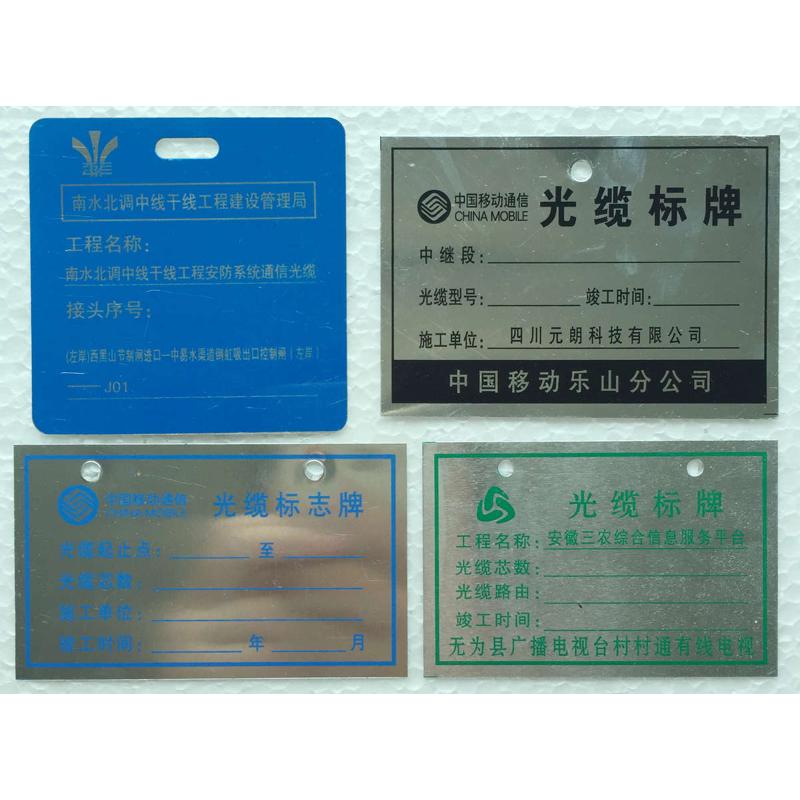 南水北调中线干线工程建设管理局
工程名称：
南水北调中线干线工程安防系统通信光缆
接头序号：
(左岸)西黑山节制闸进口—中易水渠道倒虹吸出口控制闸（左岸）
——J01
中国移动通信
CHINA MOBILE
光缆标牌
中继段：
光缆型号： 竣工时间：
施工单位： 四川元朗科技有限公司
中国移动乐山分公司
中国移动通信
CHINA MOBILE
光缆标志牌
光缆起止点： 至
光缆芯数：
施工单位：
竣工时间： 年 月
光缆标牌
工程名称：安徽三农综合信息服务平台
光缆芯数：
光缆路由：
竣工时间：
无为县广播电视台村村通有线电视